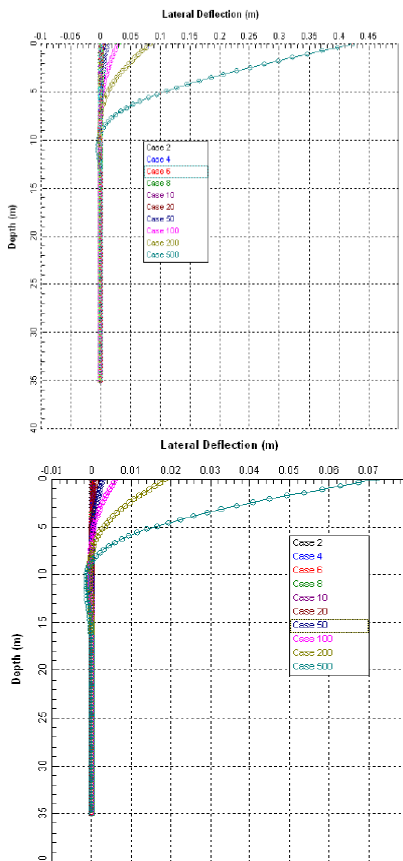 Lateral Deflection (m)
-0.1 -0.05 0 0.05 0.1 0.15 0.2 0.25 0.3 0.35 0.4 0.45
0
5
10
15
20
25
30
35
40
Depth (m)
Case 2
Case 4
Case 6
Case 8
Case 10
Case 20
Case 50
Case 100
Case 200
Case 500
Lateral Deflection (m)
-0.01 0 0.01 0.02 0.03 0.04 0.05 0.06 0.07
0
5
10
15
20
25
30
35
Depth (m)
Case 2
Case 4
Case 6
Case 8
Case 10
Case 20
Case 50
Case 100
Case 200
Case 500